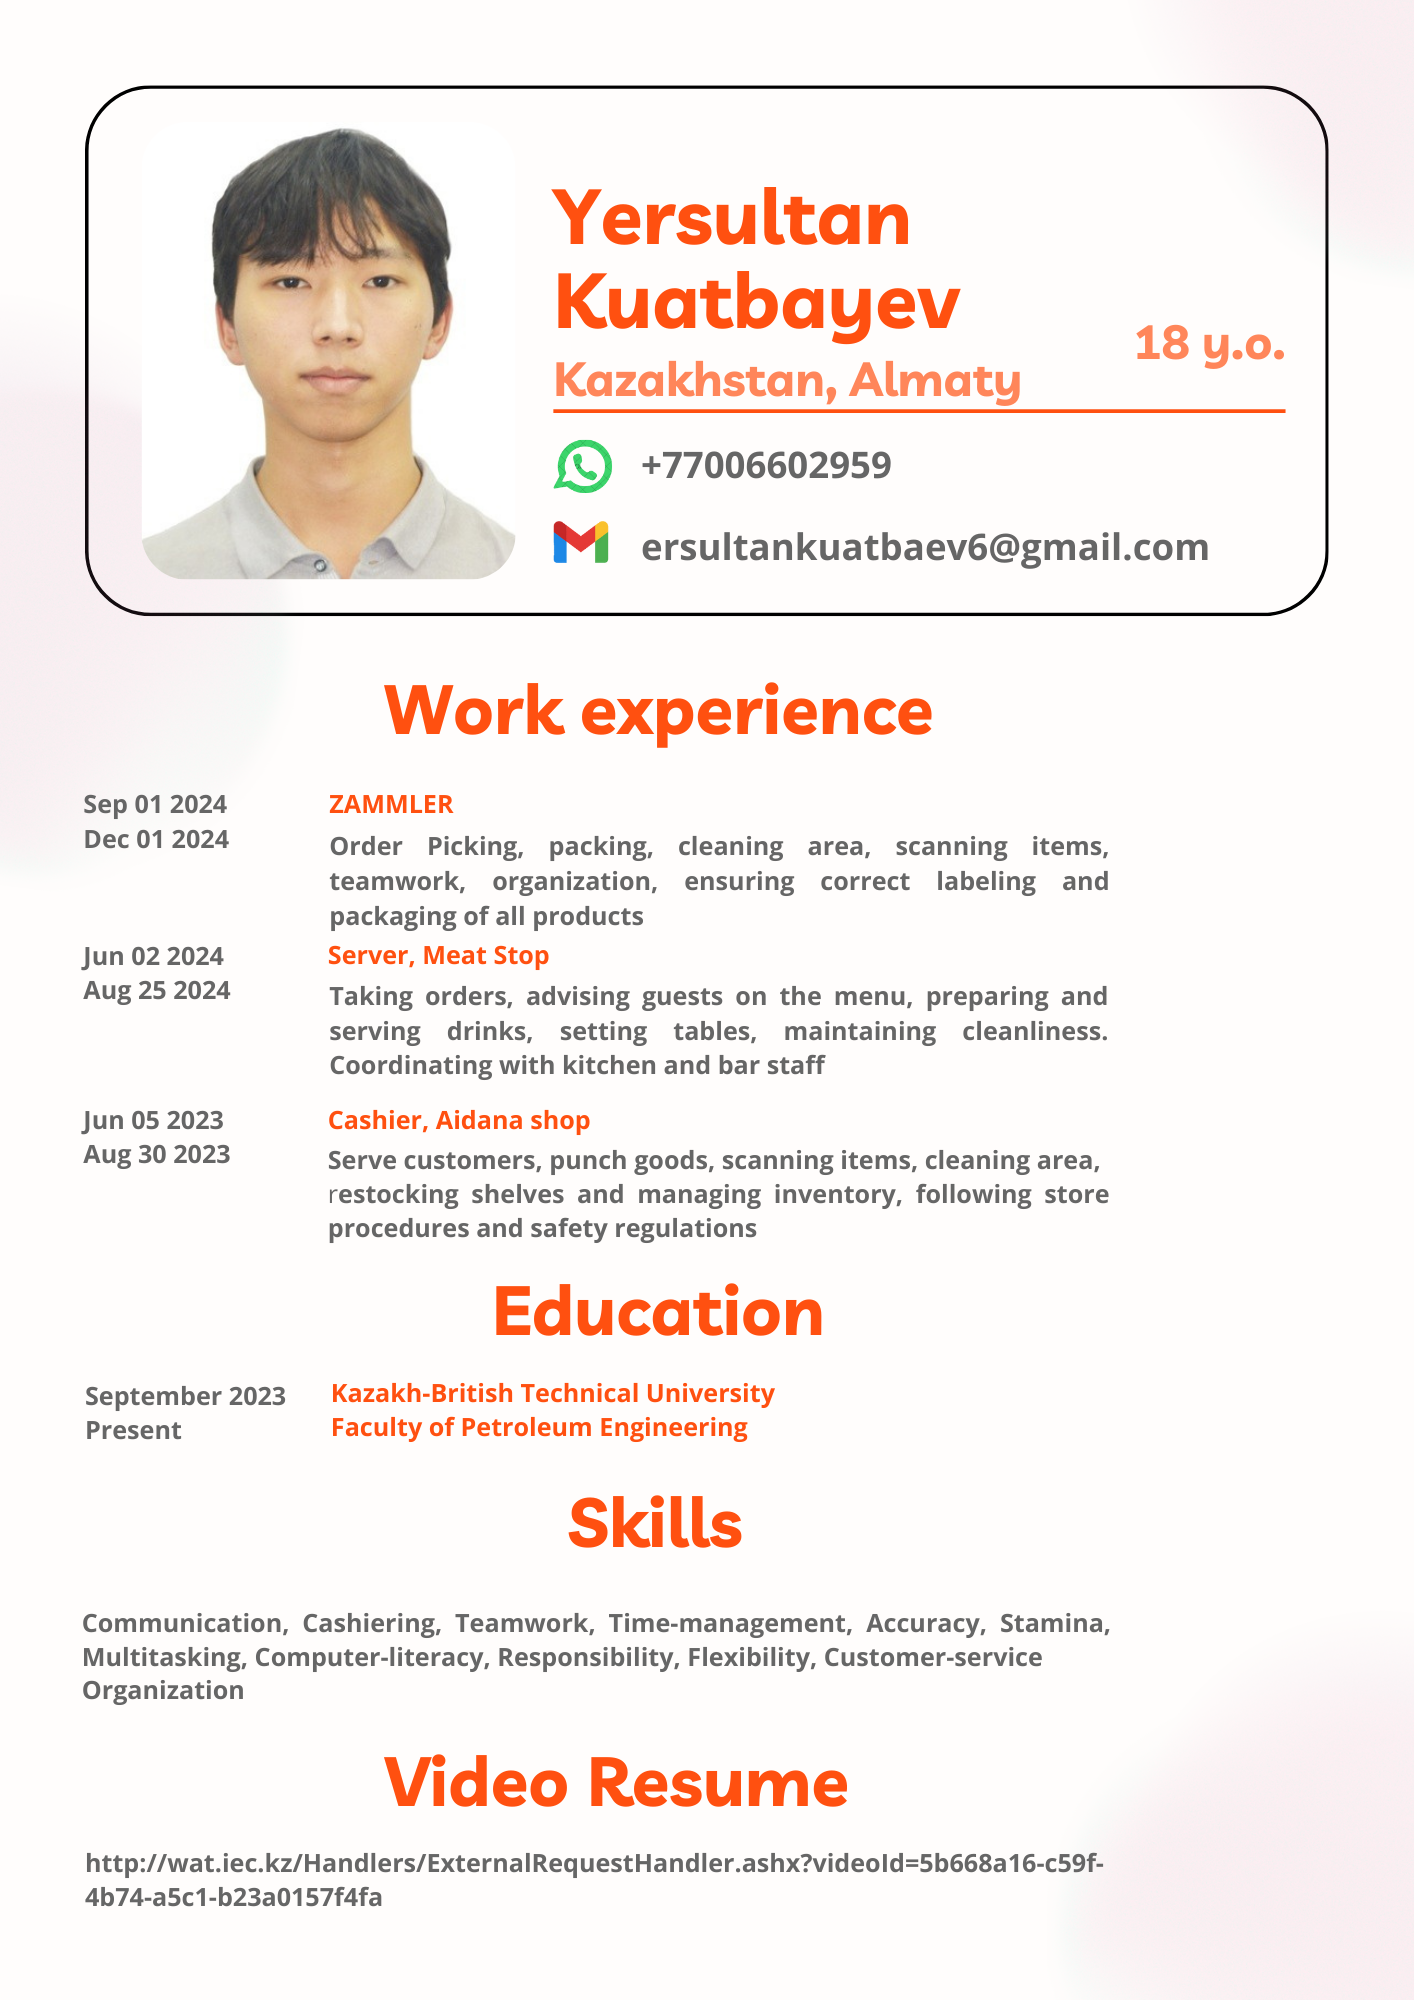 Yersultan
Kuatbayev
Kazakhstan, Almaty
18 y.o.
+77006602959
ersultankuatbaev6@gmail.com
Work experience
Sep 01 2024
Dec 01 2024
ZAMMLER
Order Picking, packing, cleaning area, scanning items,
teamwork, organization, ensuring correct labeling and
packaging of all products
Jun 02 2024
Aug 25 2024
Server, Meat Stop
Taking orders, advising guests on the menu, preparing and
serving drinks, setting tables, maintaining cleanliness.
Coordinating with kitchen and bar staff
Jun 05 2023
Aug 30 2023
Cashier, Aidana shop
Serve customers, punch goods, scanning items, cleaning area,
restocking shelves and managing inventory, following store
procedures and safety regulations
Education
September 2023
Present
Kazakh-British Technical University
Faculty of Petroleum Engineering
Skills
Communication, Cashiering, Teamwork, Time-management, Accuracy, Stamina,
Multitasking, Computer-literacy, Responsibility, Flexibility, Customer-service
Organization
Video Resume
http://wat.iec.kz/Handlers/ExternalRequestHandler.ashx?videoId=5b668a16-c59f-
4b74-a5c1-b23a0157f4fa